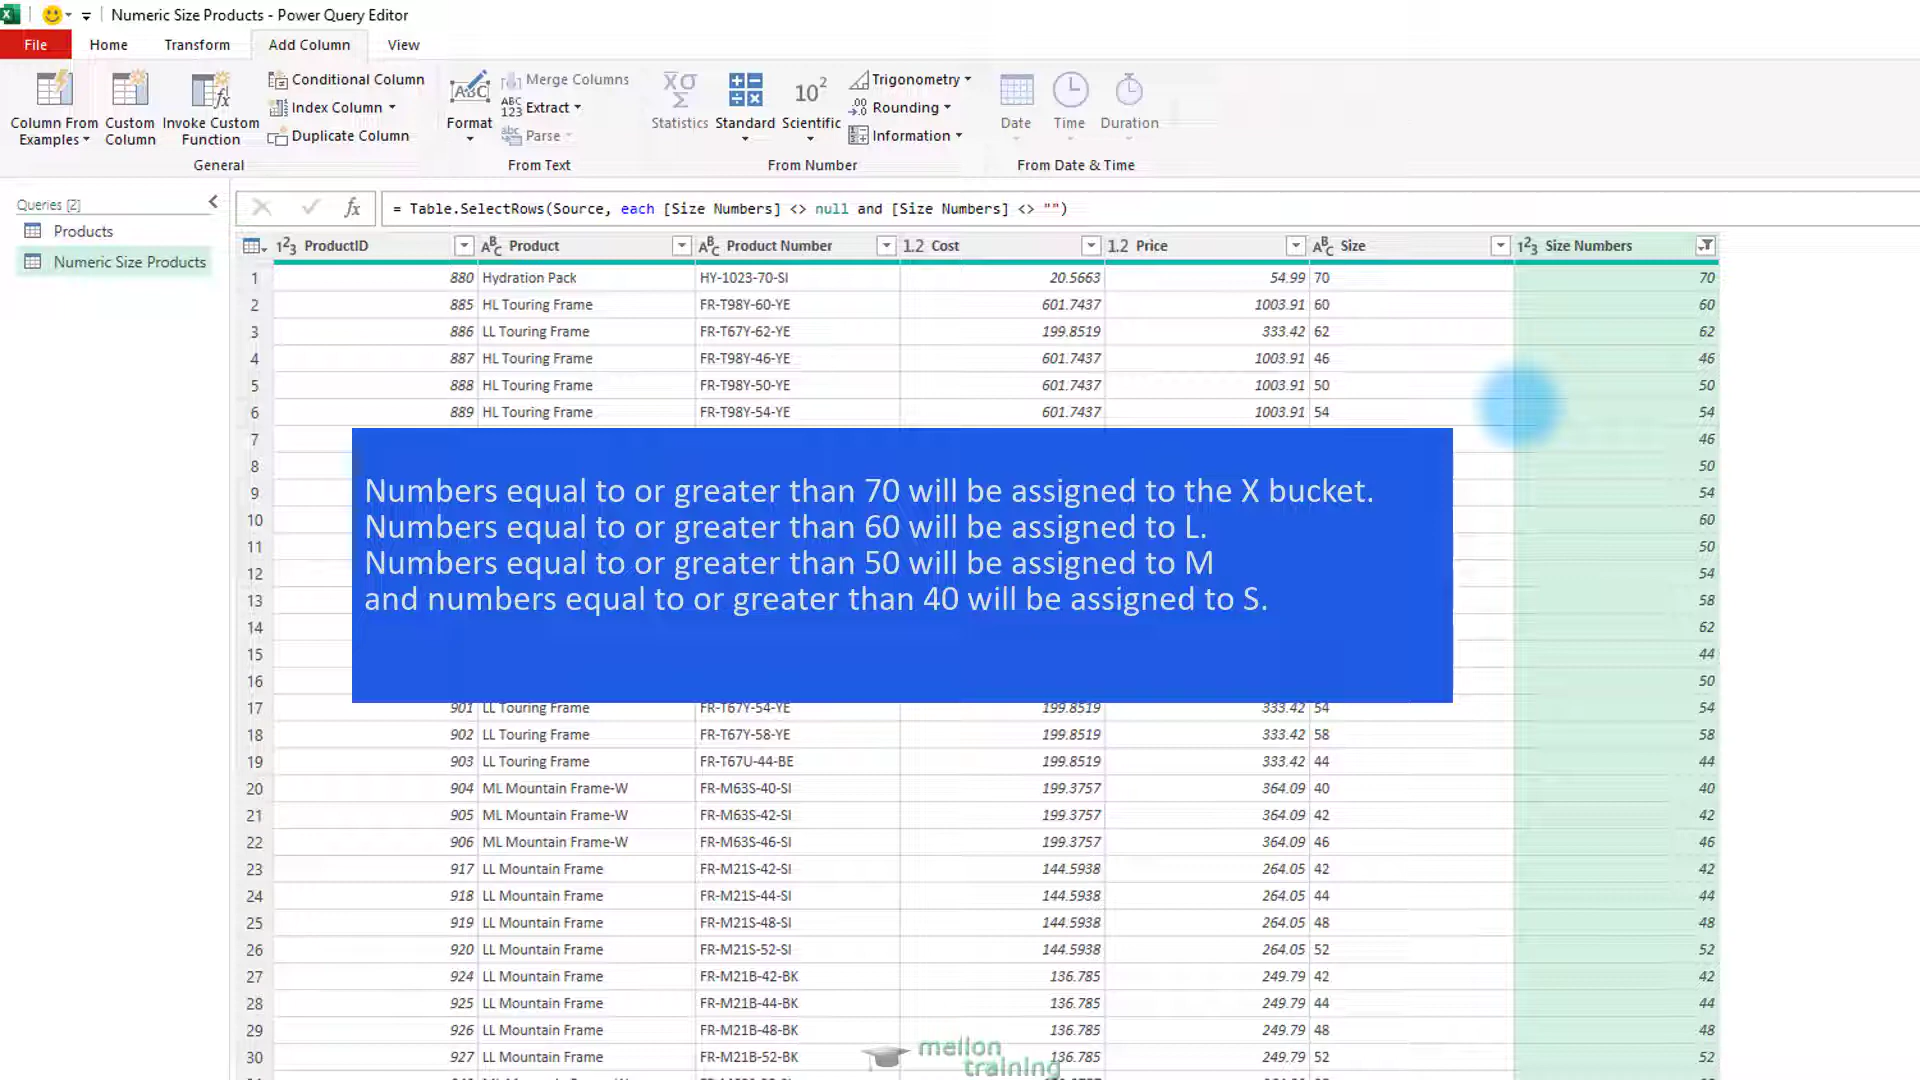 Numeric Size Products - Power Query Editor
File Home Transform Add Column View
Column From Examples
Custom Column
Invoke Custom Function
Conditional Column
Index Column
Duplicate Column
General
Format
Merge Columns
ABC 123 Extract
abc Parse
From Text
Statistics
Standard
10² Scientific
Trigonometry
.00 Rounding
Information
From Number
Date
Time
Duration
From Date & Time
Queries [2]
Products
Numeric Size Products
fx = Table.SelectRows(Source, each [Size Numbers] <> null and [Size Numbers] <> "")
1²3 ProductID ABC Product ABC Product Number 1.2 Cost 1.2 Price ABC Size 1²3 Size Numbers
1 880 Hydration Pack HY-1023-70-SI 20.5663 54.99 70 70
2 885 HL Touring Frame FR-T98Y-60-YE 601.7437 1003.91 60 60
3 886 LL Touring Frame FR-T67Y-62-YE 199.8519 333.42 62 62
4 887 HL Touring Frame FR-T98Y-46-YE 601.7437 1003.91 46 46
5 888 HL Touring Frame FR-T98Y-50-YE 601.7437 1003.91 50 50
6 889 HL Touring Frame FR-T98Y-54-YE 601.7437 1003.91 54 54
7 46
8 50
9 54
10 60
11 50
12 54
13 58
14 62
15 44
16 50
Numbers equal to or greater than 70 will be assigned to the X bucket.
Numbers equal to or greater than 60 will be assigned to L.
Numbers equal to or greater than 50 will be assigned to M
and numbers equal to or greater than 40 will be assigned to S.
17 901 LL Touring Frame FR-T67Y-54-YE 199.8519 333.42 54 54
18 902 LL Touring Frame FR-T67Y-58-YE 199.8519 333.42 58 58
19 903 LL Touring Frame FR-T67U-44-BE 199.8519 333.42 44 44
20 904 ML Mountain Frame-W FR-M63S-40-SI 199.3757 364.09 40 40
21 905 ML Mountain Frame-W FR-M63S-42-SI 199.3757 364.09 42 42
22 906 ML Mountain Frame-W FR-M63S-46-SI 199.3757 364.09 46 46
23 917 LL Mountain Frame FR-M21S-42-SI 144.5938 264.05 42 42
24 918 LL Mountain Frame FR-M21S-44-SI 144.5938 264.05 44 44
25 919 LL Mountain Frame FR-M21S-48-SI 144.5938 264.05 48 48
26 920 LL Mountain Frame FR-M21S-52-SI 144.5938 264.05 52 52
27 924 LL Mountain Frame FR-M21B-42-BK 136.785 249.79 42 42
28 925 LL Mountain Frame FR-M21B-44-BK 136.785 249.79 44 44
29 926 LL Mountain Frame FR-M21B-48-BK 136.785 249.79 48 48
30 927 LL Mountain Frame FR-M21B-52-BK 136.785 249.79 52 52
mellon
training